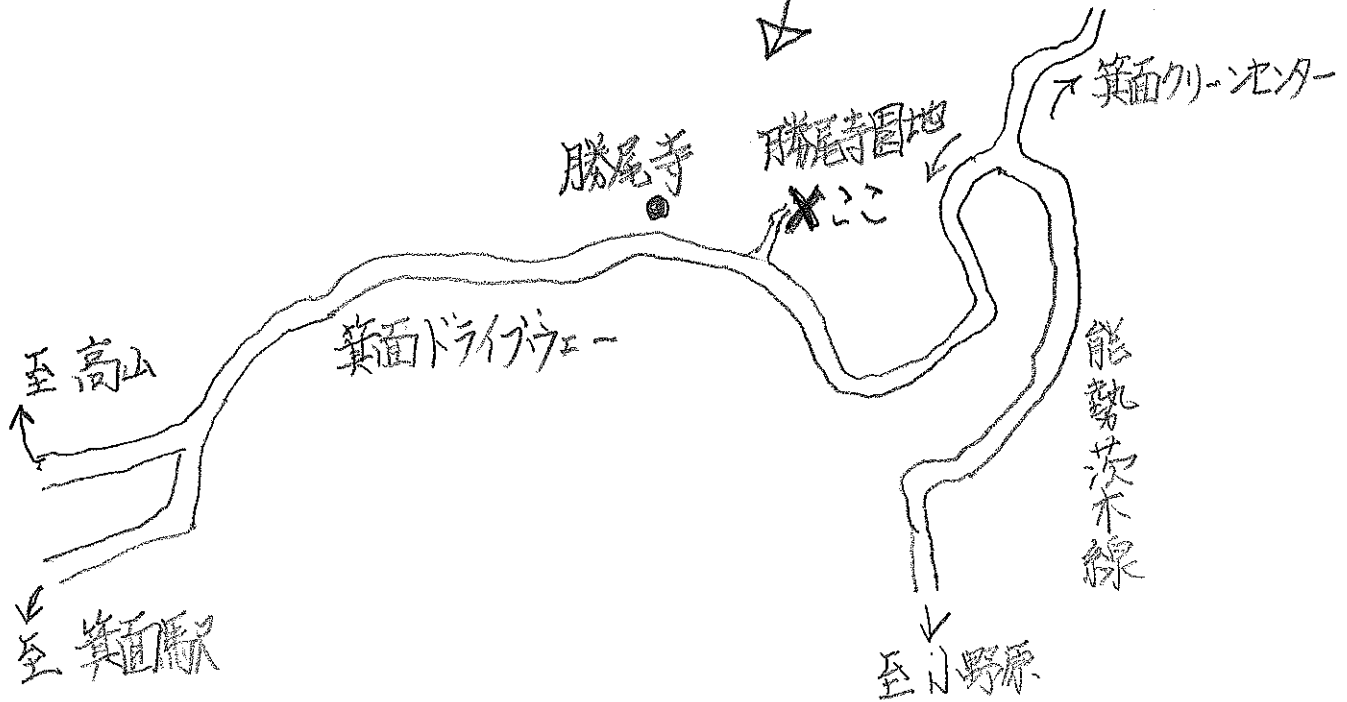 箕面クリーンセンター
勝尾寺
勝尾寺園地
ここ
箕面ドライブウェー
至 高山
能勢茨木線
至 箕面駅
至 小野原